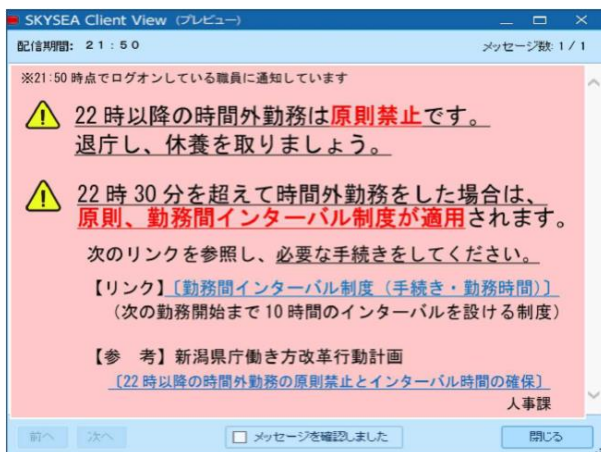 SKYSEA Client View (プレビュー)
配信期間: 21:50
メッセージ数: 1 / 1
※21:50 時点でログオンしている職員に通知しています
22 時以降の時間外勤務は原則禁止です。
退庁し、休養を取りましょう。
22 時 30 分を超えて時間外勤務をした場合は、
原則、勤務間インターバル制度が適用されます。
次のリンクを参照し、必要な手続きをしてください。
【リンク】〔勤務間インターバル制度(手続き・勤務時間)〕
(次の勤務開始まで 10 時間のインターバルを設ける制度)
【参 考】新潟県庁働き方改革行動計画
〔22 時以降の時間外勤務の原則禁止とインターバル時間の確保〕
人事課
前へ
次へ
メッセージを確認しました
閉じる